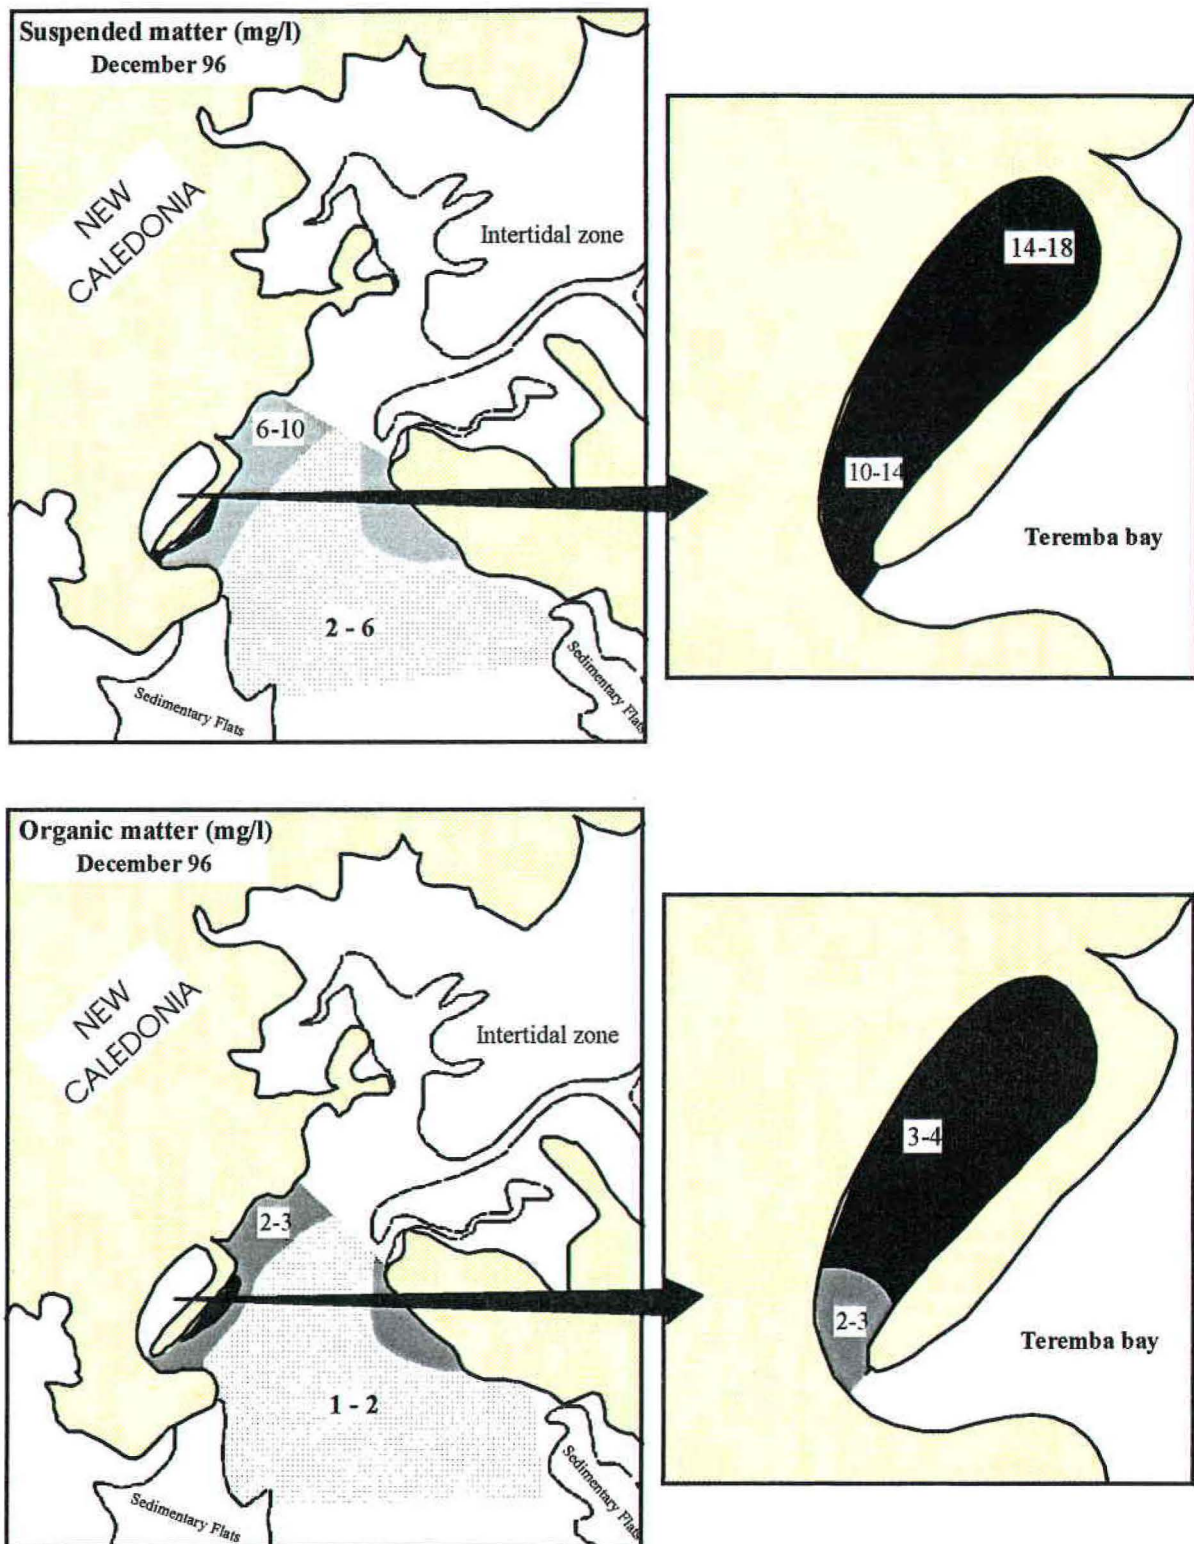 Suspended matter (mg/l)
December 96
NEW
CALEDONIA
Intertidal zone
6-10
2 - 6
Sedimentary Flats
Sedimentary Flats
14-18
10-14
Teremba bay
Organic matter (mg/l)
December 96
NEW
CALEDONIA
Intertidal zone
2-3
1 - 2
Sedimentary Flats
Sedimentary Flats
3-4
2-3
Teremba bay